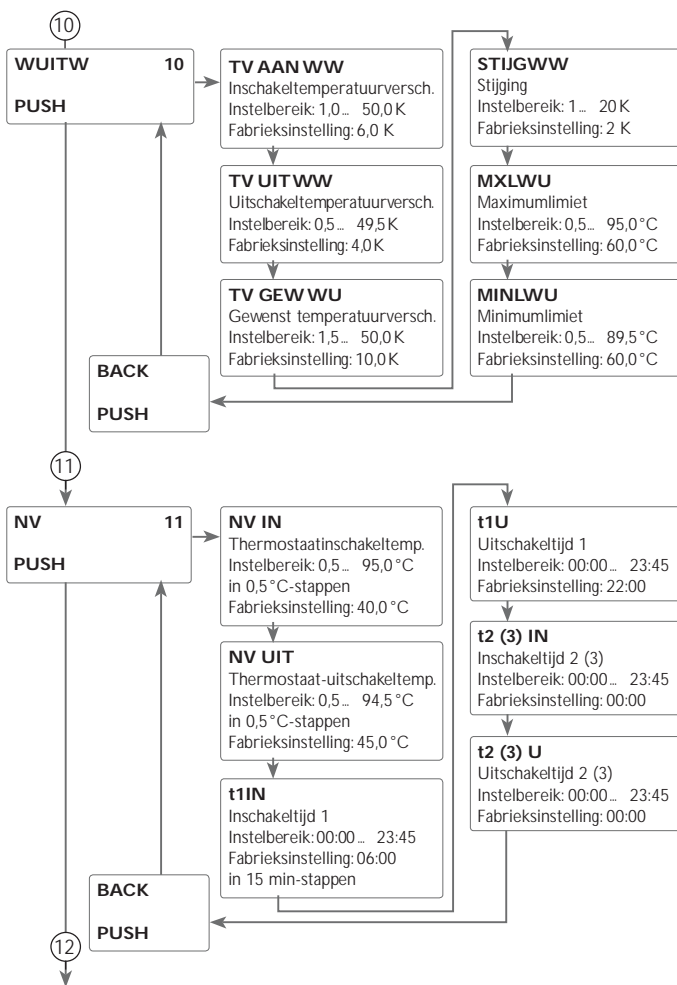 10
WUITW 10
PUSH
TV AAN WW
Inschakeltemperatuurversch.
Instelbereik: 1,0... 50,0 K
Fabrieksinstelling: 6,0 K
TV UIT WW
Uitschakeltemperatuurversch.
Instelbereik: 0,5... 49,5 K
Fabrieksinstelling: 4,0 K
TV GEW WU
Gewenst temperatuurversch.
Instelbereik: 1,5... 50,0 K
Fabrieksinstelling: 10,0 K
STIJGWW
Stijging
Instelbereik: 1... 20 K
Fabrieksinstelling: 2 K
MXLWU
Maximumlimiet
Instelbereik: 0,5... 95,0 °C
Fabrieksinstelling: 60,0 °C
MINLWU
Minimumlimiet
Instelbereik: 0,5... 89,5 °C
Fabrieksinstelling: 60,0 °C
BACK
PUSH
11
NV 11
PUSH
NV IN
Thermostaatinschakeltemp.
Instelbereik: 0,5... 95,0 °C
in 0,5 °C-stappen
Fabrieksinstelling: 40,0 °C
NV UIT
Thermostaat-uitschakeltemp.
Instelbereik: 0,5... 94,5 °C
in 0,5 °C-stappen
Fabrieksinstelling: 45,0 °C
t1IN
Inschakeltijd 1
Instelbereik: 00:00... 23:45
Fabrieksinstelling: 06:00
in 15 min-stappen
t1U
Uitschakeltijd 1
Instelbereik: 00:00... 23:45
Fabrieksinstelling: 22:00
t2 (3) IN
Inschakeltijd 2 (3)
Instelbereik: 00:00... 23:45
Fabrieksinstelling: 00:00
t2 (3) U
Uitschakeltijd 2 (3)
Instelbereik: 00:00... 23:45
Fabrieksinstelling: 00:00
BACK
PUSH
12